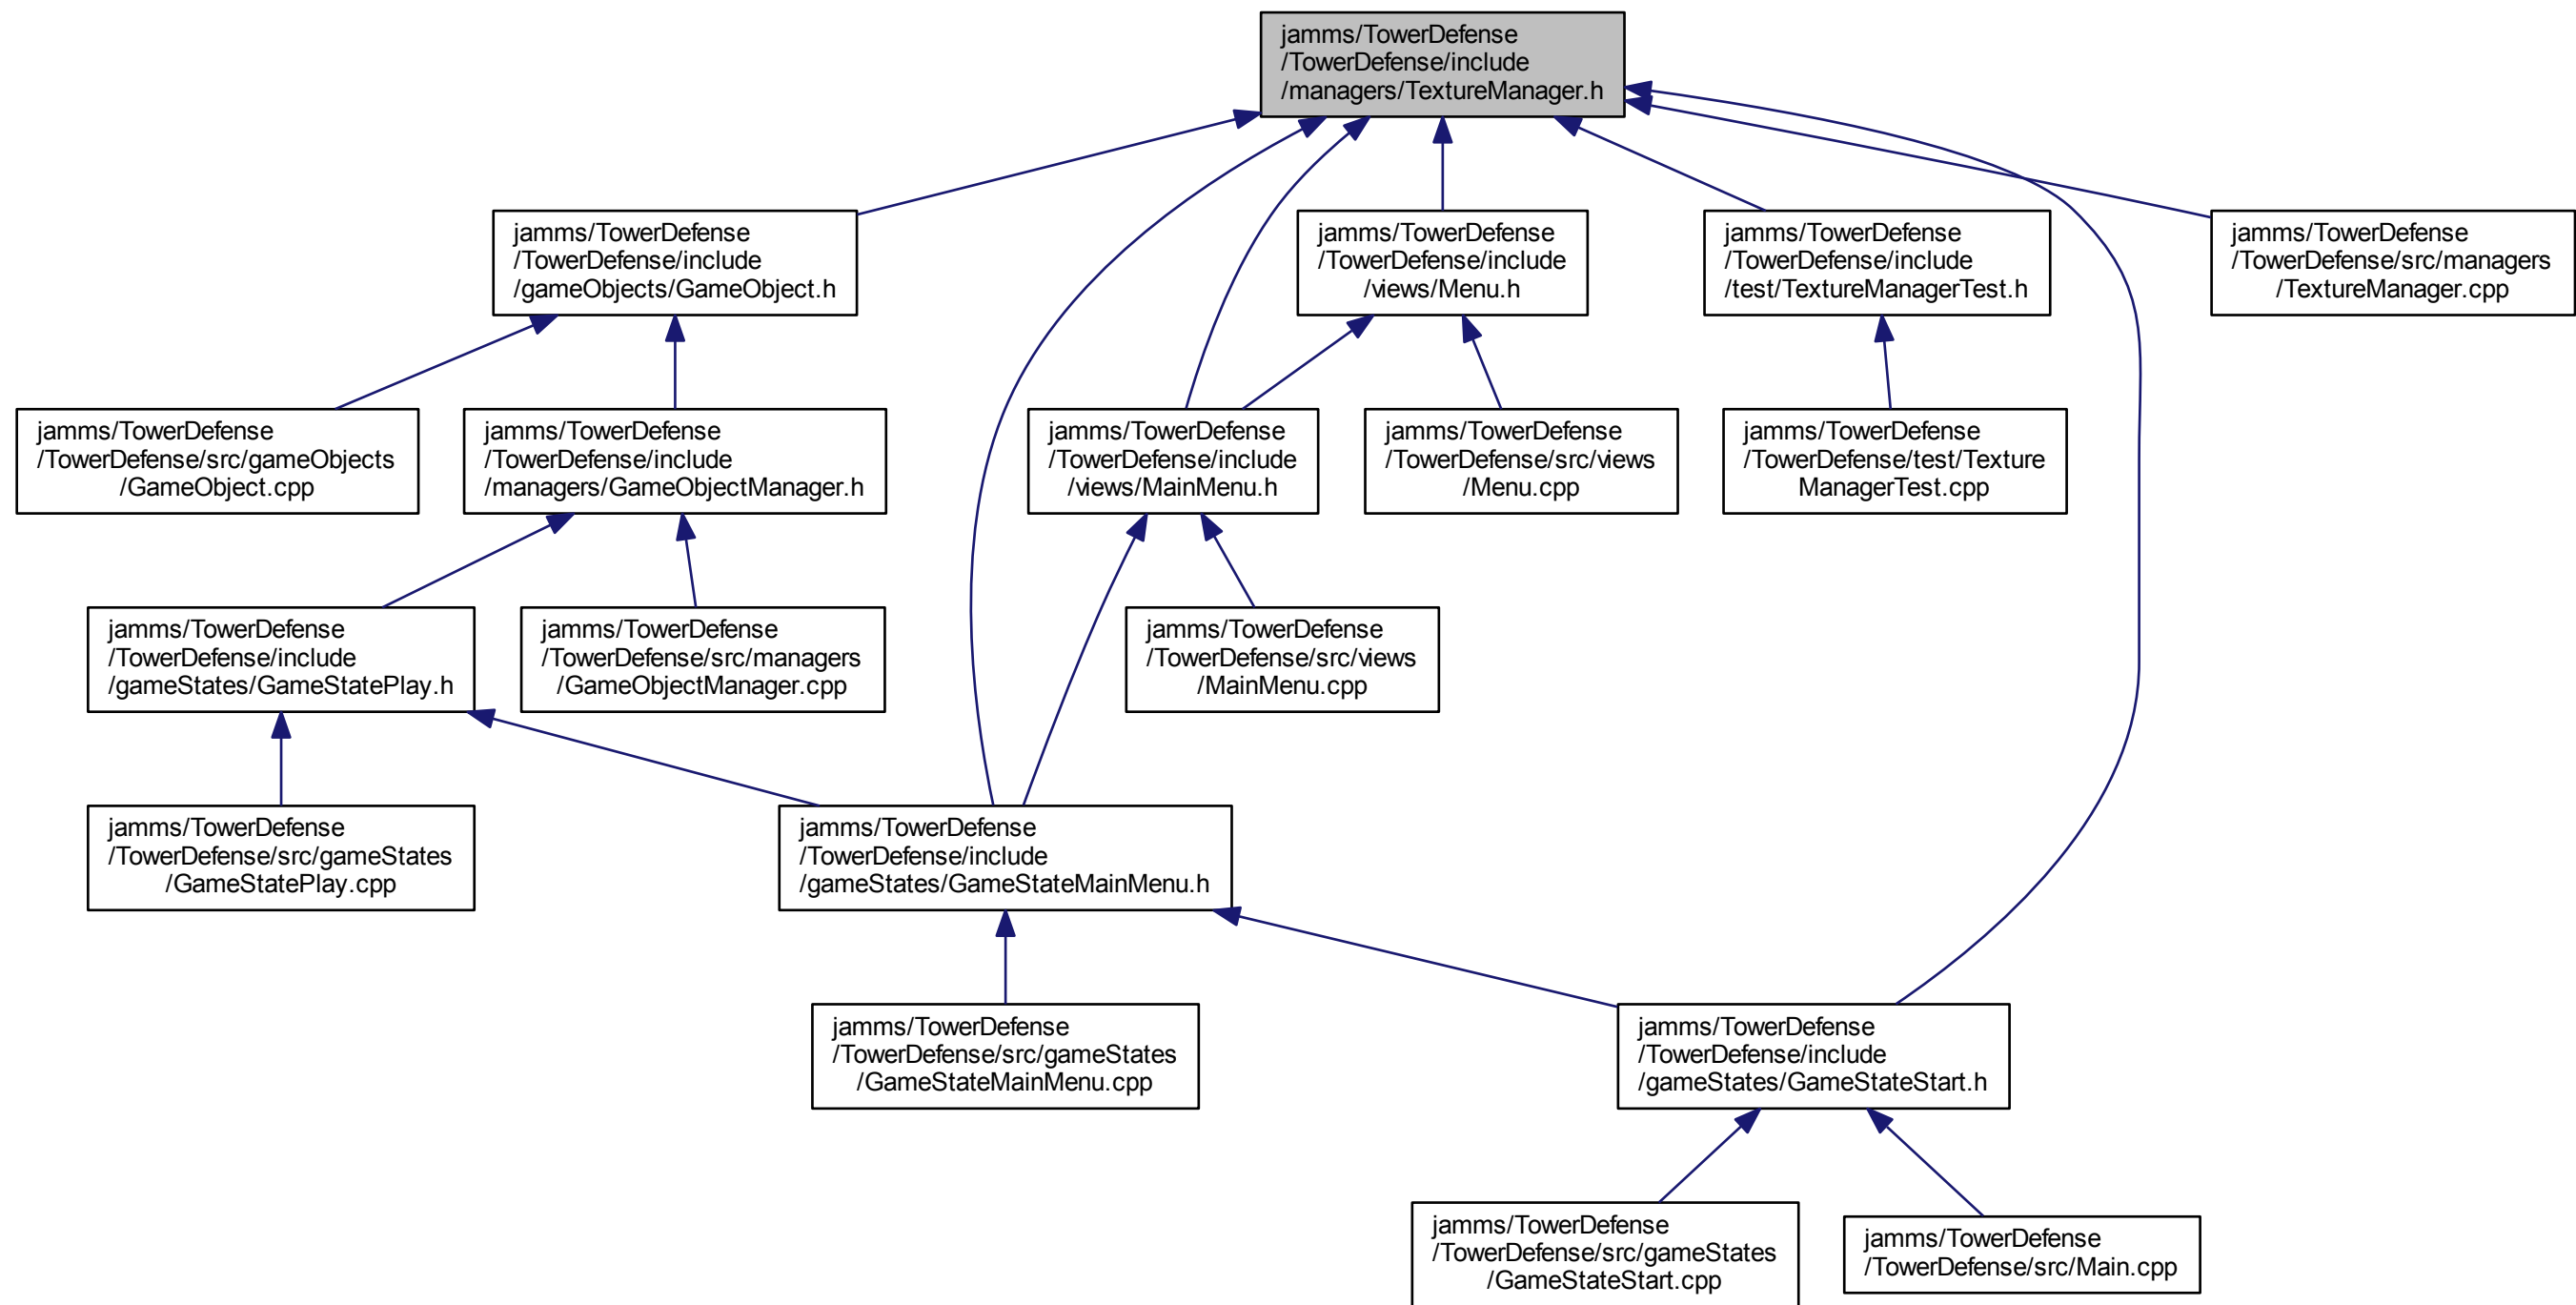 jamms/TowerDefense
/TowerDefense/include
/managers/TextureManager.h
jamms/TowerDefense
/TowerDefense/include
/gameObjects/GameObject.h
jamms/TowerDefense
/TowerDefense/include
/views/Menu.h
jamms/TowerDefense
/TowerDefense/include
/test/TextureManagerTest.h
jamms/TowerDefense
/TowerDefense/src/managers
/TextureManager.cpp
jamms/TowerDefense
/TowerDefense/src/gameObjects
/GameObject.cpp
jamms/TowerDefense
/TowerDefense/include
/managers/GameObjectManager.h
jamms/TowerDefense
/TowerDefense/include
/views/MainMenu.h
jamms/TowerDefense
/TowerDefense/src/views
/Menu.cpp
jamms/TowerDefense
/TowerDefense/test/Texture
ManagerTest.cpp
jamms/TowerDefense
/TowerDefense/include
/gameStates/GameStatePlay.h
jamms/TowerDefense
/TowerDefense/src/managers
/GameObjectManager.cpp
jamms/TowerDefense
/TowerDefense/src/views
/MainMenu.cpp
jamms/TowerDefense
/TowerDefense/src/gameStates
/GameStatePlay.cpp
jamms/TowerDefense
/TowerDefense/include
/gameStates/GameStateMainMenu.h
jamms/TowerDefense
/TowerDefense/src/gameStates
/GameStateMainMenu.cpp
jamms/TowerDefense
/TowerDefense/include
/gameStates/GameStateStart.h
jamms/TowerDefense
/TowerDefense/src/gameStates
/GameStateStart.cpp
jamms/TowerDefense
/TowerDefense/src/Main.cpp